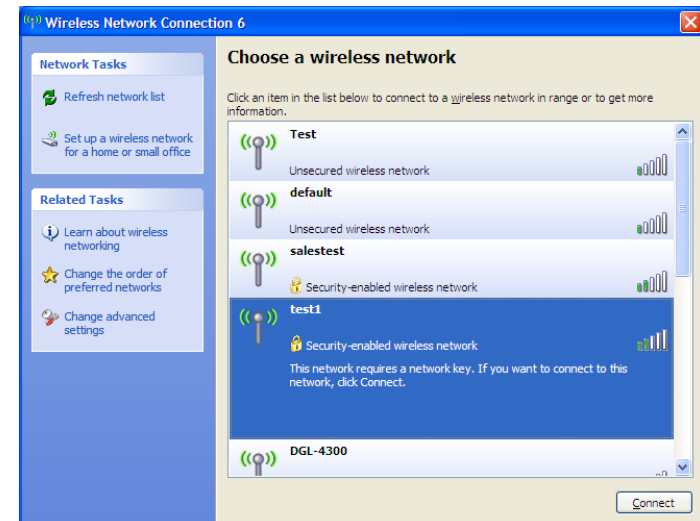 Wireless Network Connection 6
Network Tasks
Refresh network list
Set up a wireless network
for a home or small office
Related Tasks
Learn about wireless
networking
Change the order of
preferred networks
Change advanced
settings
Choose a wireless network
Click an item in the list below to connect to a wireless network in range or to get more
information.
Test
Unsecured wireless network
default
Unsecured wireless network
salestest
Security-enabled wireless network
test1
Security-enabled wireless network
This network requires a network key. If you want to connect to this
network, click Connect.
DGL-4300
Connect